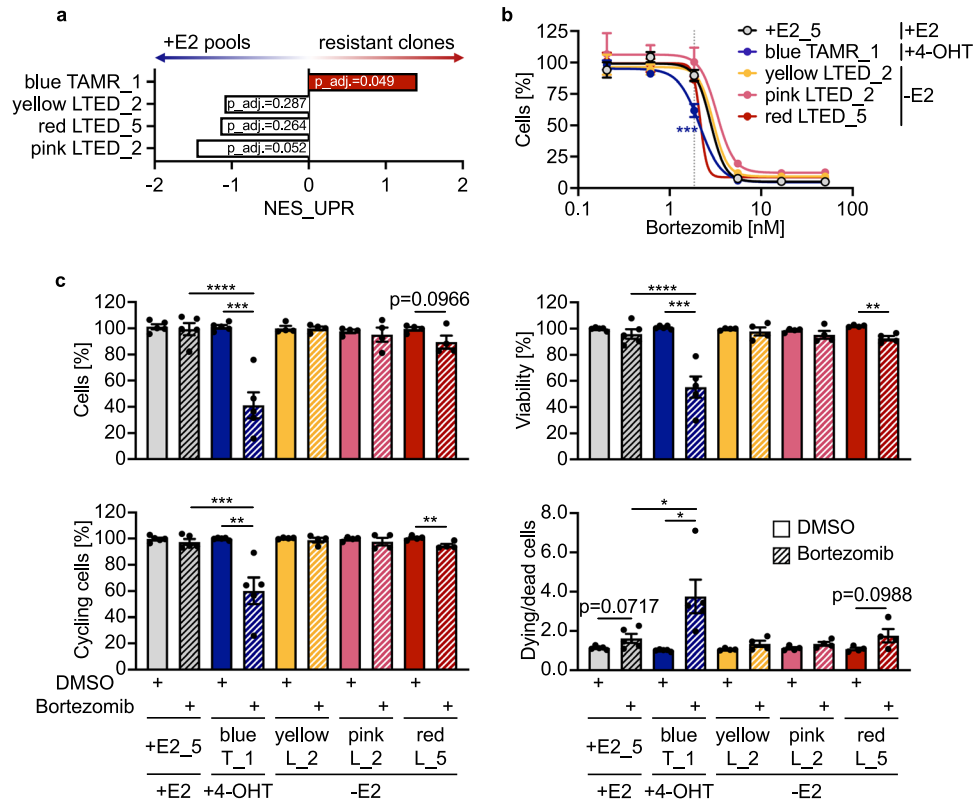 a
+E2 pools
resistant clones
blue TAMR_1
p_adj.=0.049
yellow LTED_2
p_adj.=0.287
red LTED_5
p_adj.=0.264
pink LTED_2
p_adj.=0.052
-2 -1 0 1 2
NES_UPR
b
125
100
75
50
25
0
Cells [%]
***
0.1 1 10 100
Bortezomib [nM]
+E2_5
blue TAMR_1
yellow LTED_2
pink LTED_2
red LTED_5
+E2
+4-OHT
-E2
c
120
100
80
60
40
20
0
Cells [%]
****
***
p=0.0966
120
100
80
60
40
20
0
Viability [%]
****
***
**
120
100
80
60
40
20
0
Cycling cells [%]
***
**
**
8.0
6.0
4.0
2.0
0
Dying/dead cells
*
*
p=0.0717
p=0.0988
DMSO
Bortezomib
DMSO + + + + +
Bortezomib + + + + +
+E2_5
blue T_1
yellow L_2
pink L_2
red L_5
+E2 +4-OHT -E2
+ + + + +
+ + + + +
+E2_5
blue T_1
yellow L_2
pink L_2
red L_5
+E2 +4-OHT -E2